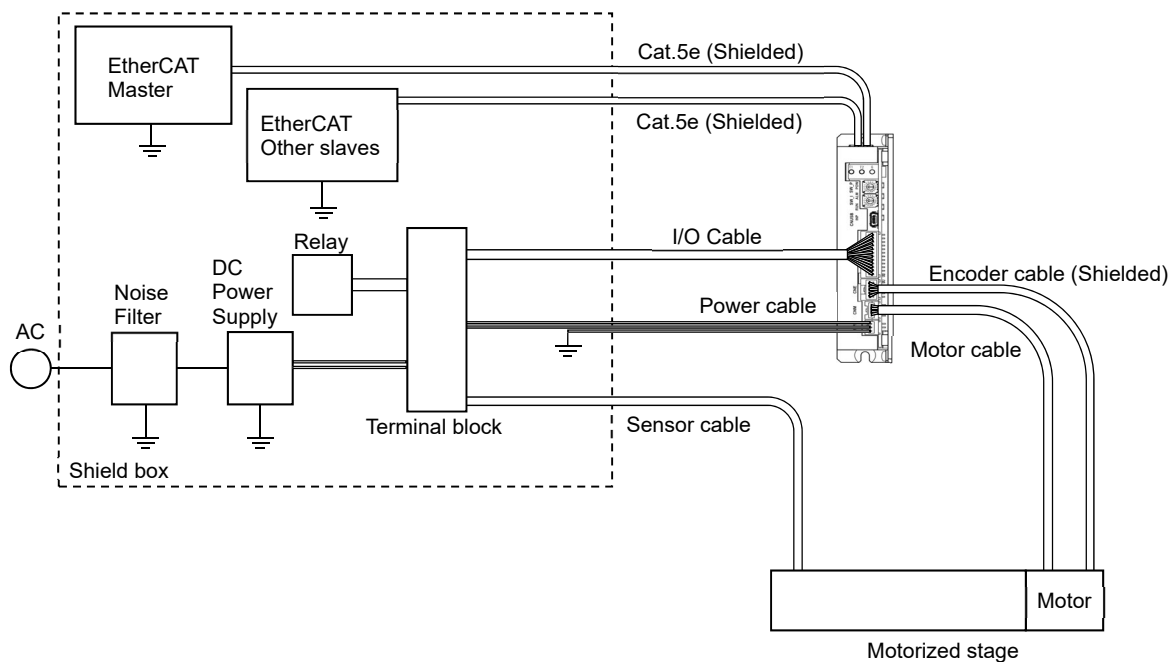 EtherCAT
Master
Cat.5e (Shielded)
EtherCAT
Other slaves
Cat.5e (Shielded)
Relay
I/O Cable
DC
Power
Supply
Noise
Filter
AC
Encoder cable (Shielded)
Power cable
Motor cable
Terminal block
Sensor cable
Shield box
Motor
Motorized stage